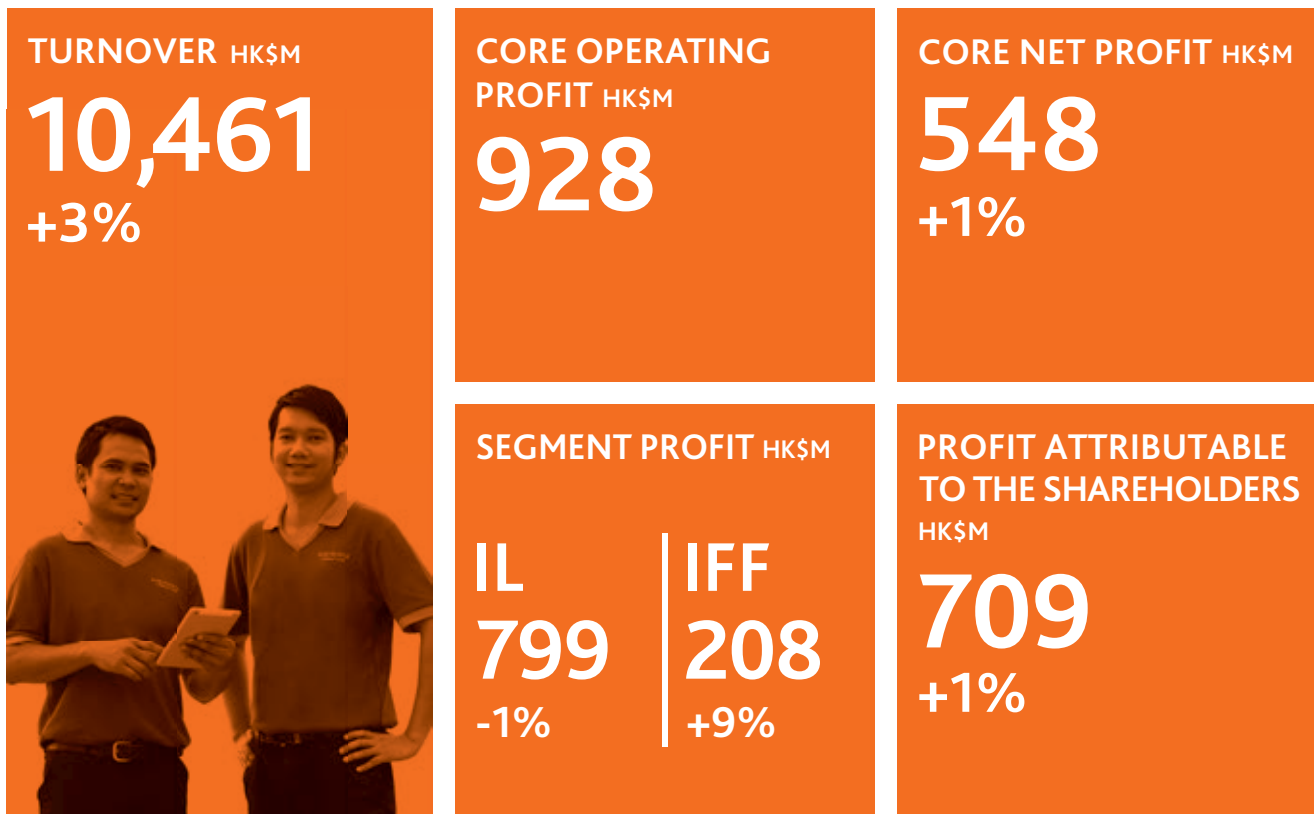 TURNOVER HK$M
10,461
+3%
CORE OPERATING
PROFIT HK$M
928
CORE NET PROFIT HK$M
548
+1%
SEGMENT PROFIT HK$M
IL
799
-1%
IFF
208
+9%
PROFIT ATTRIBUTABLE
TO THE SHAREHOLDERS
HK$M
709
+1%